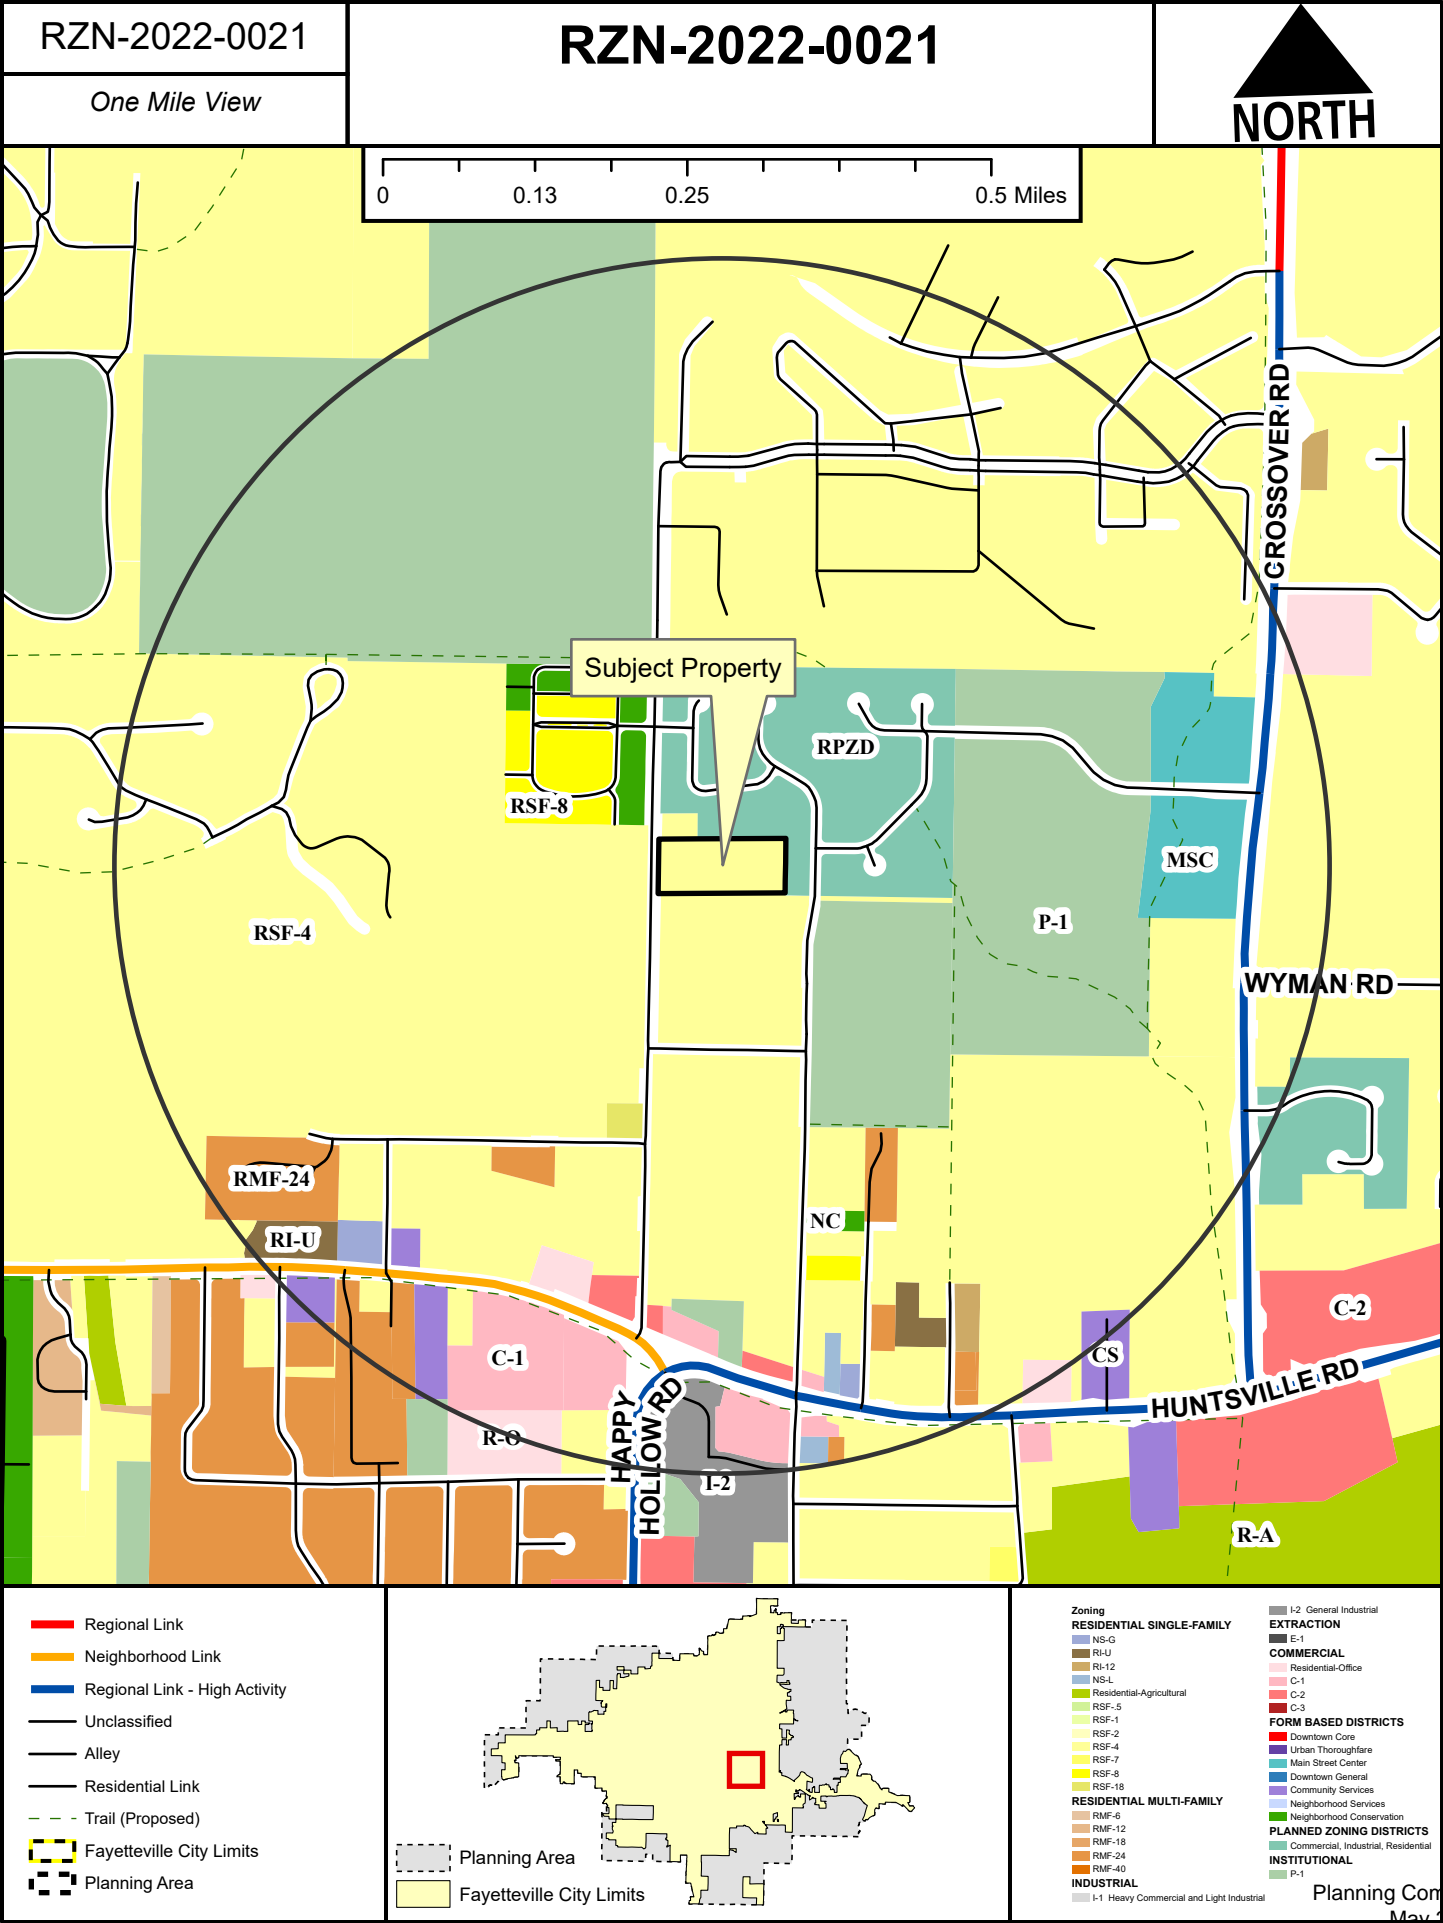 RZN-2022-0021
One Mile View
RZN-2022-0021
NORTH
0 0.13 0.25 0.5 Miles
CROSSOVER RD
Subject Property
RPZD
RSF-8
MSC
P-1
RSF-4
WYMAN RD
RMF-24
NC
RI-U
C-2
C-1
CS
HUNTSVILLE RD
HAPPY
HOLLOW RD
R-O
I-2
R-A
Regional Link
Neighborhood Link
Regional Link - High Activity
Unclassified
Alley
Residential Link
Trail (Proposed)
Fayetteville City Limits
Planning Area
Planning Area
Fayetteville City Limits
Zoning
RESIDENTIAL SINGLE-FAMILY
NS-G
RI-U
RI-12
NS-L
Residential-Agricultural
RSF-.5
RSF-1
RSF-2
RSF-4
RSF-7
RSF-8
RSF-18
RESIDENTIAL MULTI-FAMILY
RMF-6
RMF-12
RMF-18
RMF-24
RMF-40
INDUSTRIAL
I-1 Heavy Commercial and Light Industrial
I-2 General Industrial
EXTRACTION
E-1
COMMERCIAL
Residential-Office
C-1
C-2
C-3
FORM BASED DISTRICTS
Downtown Core
Urban Thoroughfare
Main Street Center
Downtown General
Community Services
Neighborhood Services
Neighborhood Conservation
PLANNED ZONING DISTRICTS
Commercial, Industrial, Residential
INSTITUTIONAL
P-1
Planning Com
May